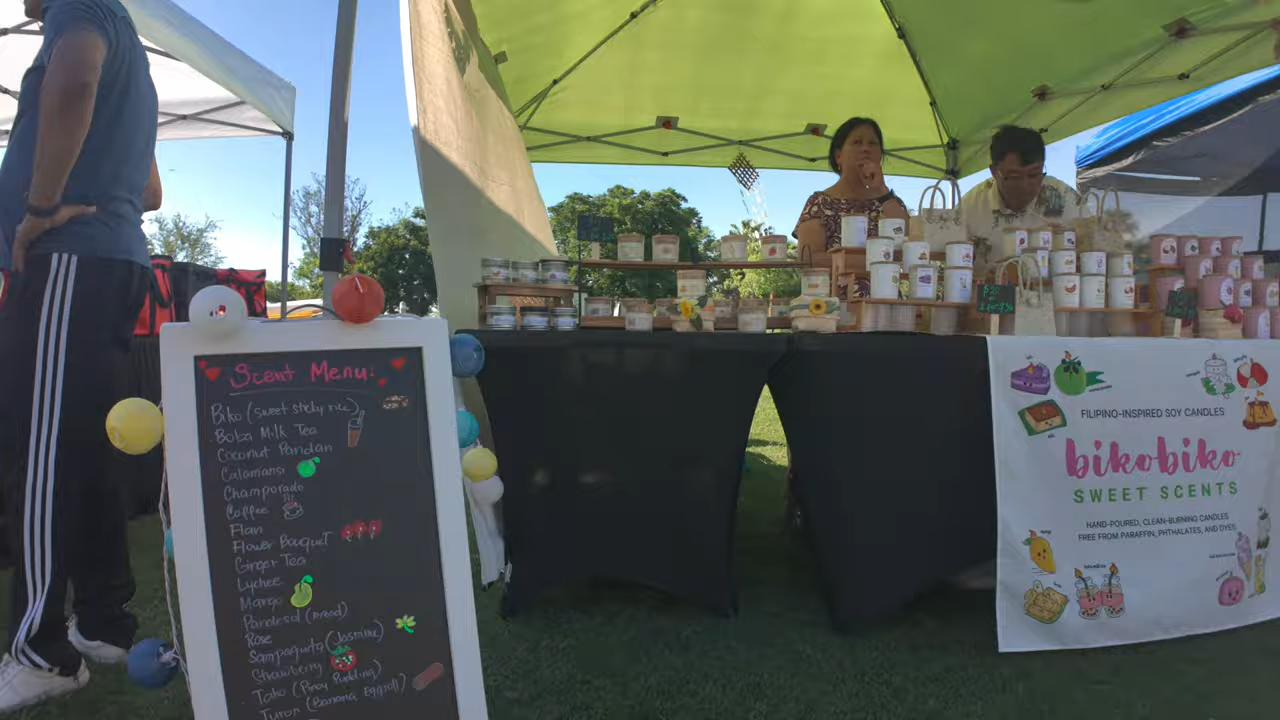 Scent Menu:
Biko (sweet sticky rice)
Boba Milk Tea
Coconut Pandan
Calamansi
Champorado
Coffee
Flan
Flower Bouquet
Ginger Tea
Lychee
Mango
Pandesal (bread)
Rose
Sampaguita (Jasmine)
Strawberry
Taho (Pinoy Pudding)
Turon (Banana Eggroll)
FILIPINO-INSPIRED SOY CANDLES
bikobiko
SWEET SCENTS
HAND-POURED, CLEAN-BURNING CANDLES
FREE FROM PARAFFIN, PHTHALATES, AND DYES